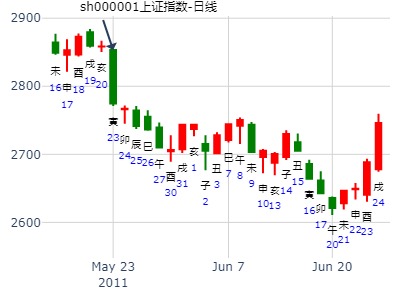 sh000001上证指数-日线
2900
2800
2700
2600
未
16
申
17
酉
18
戌
19
亥
20
寅
23
卯
24
辰
25
巳
26
午
27
未
30
酉
31
亥
1
子
2
丑
3
巳
7
午
8
未
9
申
10
亥
13
子
14
丑
15
寅
16
卯
17
午
20
未
21
申
22
酉
23
戌
24
May 23
2011
Jun 7
Jun 20